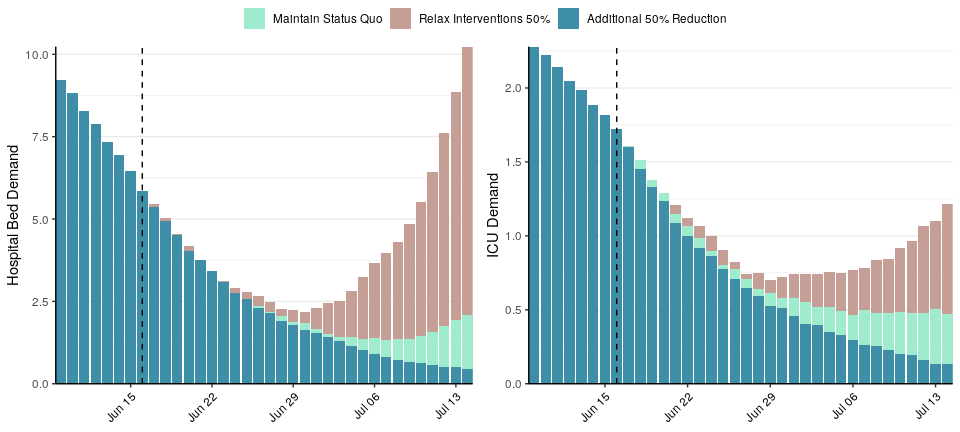 Maintain Status Quo Relax Interventions 50% Additional 50% Reduction
Hospital Bed Demand
10.0
7.5
5.0
2.5
0.0
Jun 15 Jun 22 Jun 29 Jul 06 Jul 13
ICU Demand
2.0
1.5
1.0
0.5
0.0
Jun 15 Jun 22 Jun 29 Jul 06 Jul 13